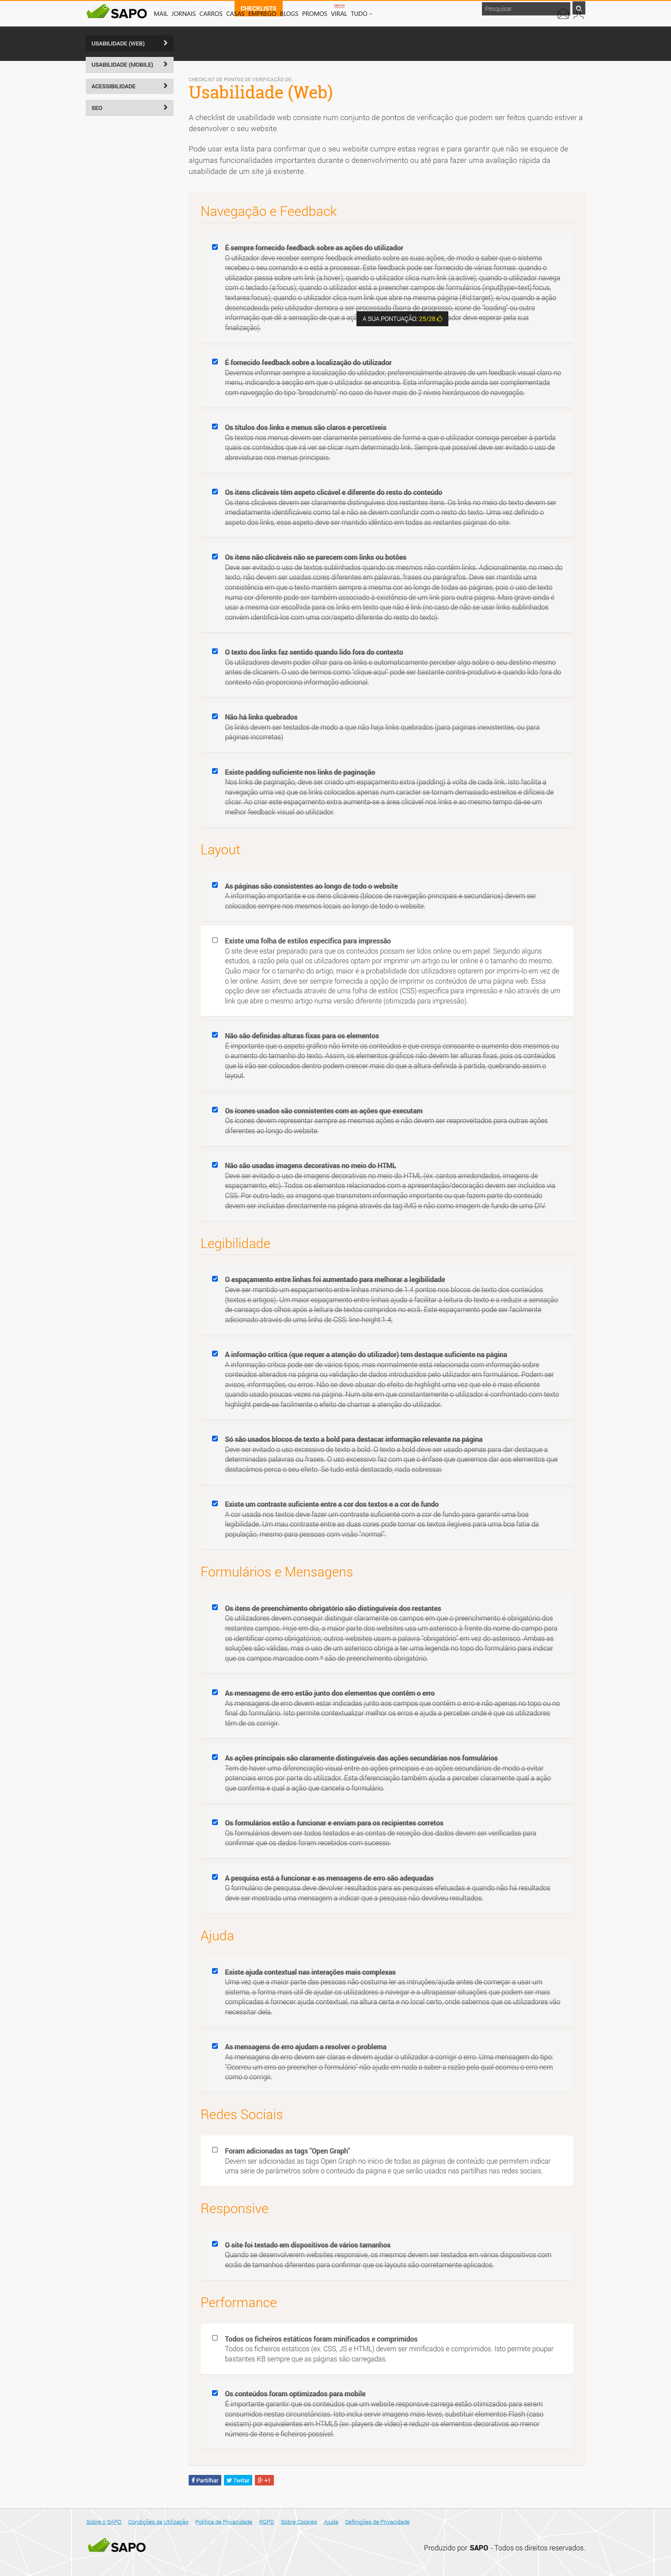 SAPO
MAIL JORNAIS CARROS CASAS EMPREGO BLOGS PROMOS VIRAL TUDO
CHECKLISTS
Pesquisar
USABILIDADE (WEB)
USABILIDADE (MOBILE)
ACESSIBILIDADE
SEO
CHECKLIST DE PONTOS DE VERIFICAÇÃO DE:
Usabilidade (Web)
A checklist de usabilidade web consiste num conjunto de pontos de verificação que podem ser feitos quando estiver a
desenvolver o seu website.
Pode usar esta lista para confirmar que o seu website cumpre estas regras e para garantir que não se esquece de
algumas funcionalidades importantes durante o desenvolvimento ou até para fazer uma avaliação rápida da
usabilidade de um site já existente.
Navegação e Feedback
É sempre fornecido feedback sobre as ações do utilizador
O utilizador deve receber sempre feedback imediato sobre as suas ações, de modo a saber que o sistema
recebeu o seu comando e o está a processar. Este feedback pode ser fornecido de várias formas: quando o
utilizador passa sobre um link (a:hover); quando o utilizador clica num link (a:active); quando o utilizador navega
com o teclado (a:focus); quando o utilizador está a preencher campos de formulários (input[type=text]:focus,
textarea:focus); quando o utilizador clica num link que abre na mesma página (#id:target); e/ou quando a ação
desencadeada pelo utilizador demora a ser processada (barra de progresso, ícone de "loading" ou outra
informação que dê a sensação de que a aç
A SUA PONTUAÇÃO: 25/28
ador deve esperar pela sua
finalização).
É fornecido feedback sobre a localização do utilizador
Devemos informar sempre a localização do utilizador, preferencialmente através de um feedback visual claro no
menu, indicando a secção em que o utilizador se encontra. Esta informação pode ainda ser complementada
com navegação do tipo "breadcrumb" no caso de haver mais de 2 níveis hierárquicos de navegação.
Os títulos dos links e menus são claros e percetíveis
Os textos nos menus devem ser claramente percetíveis de forma a que o utilizador consiga perceber à partida
quais os conteúdos que irá ver se clicar num determinado link. Sempre que possível deve ser evitado o uso de
abreviaturas nos menus principais.
Os itens clicáveis têm aspeto clicável e diferente do resto do conteúdo
Os itens clicáveis devem ser claramente distinguíveis dos restantes itens. Os links no meio do texto devem ser
imediatamente identificáveis como tal e não se devem confundir com o resto do texto. Uma vez definido o
aspeto dos links, esse aspeto deve ser mantido idêntico em todas as restantes páginas do site.
Os itens não clicáveis não se parecem com links ou botões
Deve ser evitado o uso de textos sublinhados quando os mesmos não contêm links. Adicionalmente, no meio do
texto, não devem ser usadas cores diferentes em palavras, frases ou parágrafos. Deve ser mantida uma
consistência em que o texto mantém sempre a mesma cor ao longo de todas as páginas, pois o uso de texto
numa cor diferente pode ser também associado à existência de um link para outra página. Mais grave ainda é
usar a mesma cor escolhida para os links em texto que não é link (no caso de não se usar links sublinhados
convém identificá-los com uma cor/aspeto diferente do resto do texto).
O texto dos links faz sentido quando lido fora do contexto
Os utilizadores devem poder olhar para os links e automaticamente perceber algo sobre o seu destino mesmo
antes de clicarem. O uso de termos como "clique aqui" pode ser bastante contra-produtivo e quando lido fora do
contexto não proporciona informação adicional.
Não há links quebrados
Os links devem ser testados de modo a que não haja links quebrados (para páginas inexistentes, ou para
páginas incorretas)
Existe padding suficiente nos links de paginação
Nos links de paginação, deve ser criado um espaçamento extra (padding) à volta de cada link. Isto facilita a
navegação uma vez que os links colocados apenas num caracter se tornam demasiado estreitos e difíceis de
clicar. Ao criar este espaçamento extra aumenta-se a área clicável nos links e ao mesmo tempo dá-se um
melhor feedback visual ao utilizador.
Layout
As páginas são consistentes ao longo de todo o website
A informação importante e os itens clicáveis (blocos de navegação principais e secundários) devem ser
colocados sempre nos mesmos locais ao longo de todo o website.
Existe uma folha de estilos específica para impressão
O site deve estar preparado para que os conteúdos possam ser lidos online ou em papel. Segundo alguns
estudos, a razão pela qual os utilizadores optam por imprimir um artigo ou ler online é o tamanho do mesmo.
Quão maior for o tamanho do artigo, maior é a probabilidade dos utilizadores optarem por imprimi-lo em vez de
o ler online. Assim, deve ser sempre fornecida a opção de imprimir os conteúdos de uma página web. Essa
opção deve ser efectuada através de uma folha de estilos (CSS) específica para impressão e não através de um
link que abre o mesmo artigo numa versão diferente (otimizada para impressão).
Não são definidas alturas fixas para os elementos
É importante que o aspeto gráfico não limite os conteúdos e que cresça consoante o aumento dos mesmos ou
o aumento do tamanho do texto. Assim, os elementos gráficos não devem ter alturas fixas, pois os conteúdos
que lá irão ser colocados dentro podem crescer mais do que a altura definida à partida, quebrando assim o
layout.
Os ícones usados são consistentes com as ações que executam
Os ícones devem representar sempre as mesmas ações e não devem ser reaproveitados para outras ações
diferentes ao longo do website.
Não são usadas imagens decorativas no meio do HTML
Deve ser evitado o uso de imagens decorativas no meio do HTML (ex: cantos arredondados, imagens de
espaçamento, etc). Todos os elementos relacionados com a apresentação/decoração devem ser incluídos via
CSS. Por outro lado, as imagens que transmitem informação importante ou que fazem parte do conteúdo
devem ser incluídas directamente na página através da tag IMG e não como imagem de fundo de uma DIV.
Legibilidade
O espaçamento entre linhas foi aumentado para melhorar a legibilidade
Deve ser mantido um espaçamento entre linhas mínimo de 1.4 pontos nos blocos de texto dos conteúdos
(textos e artigos). Um maior espaçamento entre linhas ajuda a facilitar a leitura do texto e a reduzir a sensação
de cansaço dos olhos após a leitura de textos compridos no ecrã. Este espaçamento pode ser facilmente
adicionado através de uma linha de CSS: line-height:1.4;
A informação crítica (que requer a atenção do utilizador) tem destaque suficiente na página
A informação crítica pode ser de vários tipos, mas normalmente está relacionada com informação sobre
conteúdos alterados na página ou validação de dados introduzidos pelo utilizador em formulários. Podem ser
avisos, informações, ou erros. Não se deve abusar do efeito de highlight uma vez que ele é mais eficiente
quando usado poucas vezes na página. Num site em que constantemente o utilizador é confrontado com texto
highlight perde-se facilmente o efeito de chamar a atenção do utilizador.
Só são usados blocos de texto a bold para destacar informação relevante na página
Deve ser evitado o uso excessivo de texto a bold. O texto a bold deve ser usado apenas para dar destaque a
determinadas palavras ou frases. O uso excessivo faz com que o ênfase que queremos dar aos elementos que
destacámos perca o seu efeito. Se tudo está destacado, nada sobressai.
Existe um contraste suficiente entre a cor dos textos e a cor de fundo
A cor usada nos textos deve fazer um contraste suficiente com a cor de fundo para garantir uma boa
legibilidade. Um mau contraste entre as duas cores pode tornar os textos ilegíveis para uma boa fatia da
população, mesmo para pessoas com visão "normal".
Formulários e Mensagens
Os itens de preenchimento obrigatório são distinguíveis dos restantes
Os utilizadores devem conseguir distinguir claramente os campos em que o preenchimento é obrigatório dos
restantes campos. Hoje em dia, a maior parte dos websites usa um asterisco à frente do nome do campo para
os identificar como obrigatórios; outros websites usam a palavra "obrigatório" em vez do asterisco. Ambas as
soluções são válidas, mas o uso de um asterisco obriga a ter uma legenda no topo do formulário para indicar
que os campos marcados com * são de preenchimento obrigatório.
As mensagens de erro estão junto dos elementos que contêm o erro
As mensagens de erro devem estar indicadas junto aos campos que contêm o erro e não apenas no topo ou no
final do formulário. Isto permite contextualizar melhor os erros e ajuda a perceber onde é que os utilizadores
têm de os corrigir.
As ações principais são claramente distinguíveis das ações secundárias nos formulários
Tem de haver uma diferenciação visual entre as ações principais e as ações secundárias de modo a evitar
potenciais erros por parte do utilizador. Esta diferenciação também ajuda a perceber claramente qual a ação
que confirma e qual a ação que cancela o formulário.
Os formulários estão a funcionar e enviam para os recipientes corretos
Os formulários devem ser todos testados e as contas de receção dos dados devem ser verificadas para
confirmar que os dados foram recebidos com sucesso.
A pesquisa está a funcionar e as mensagens de erro são adequadas
O formulário de pesquisa deve devolver resultados para as pesquisas efetuadas e quando não há resultados
deve ser mostrada uma mensagem a indicar que a pesquisa não devolveu resultados.
Ajuda
Existe ajuda contextual nas interações mais complexas
Uma vez que a maior parte das pessoas não costuma ler as intruções/ajuda antes de começar a usar um
sistema, a forma mais útil de ajudar os utilizadores a navegar e a ultrapassar situações que podem ser mais
complicadas é fornecer ajuda contextual, na altura certa e no local certo, onde sabemos que os utilizadores vão
necessitar dela.
As mensagens de erro ajudam a resolver o problema
As mensagens de erro devem ser claras e devem ajudar o utilizador a corrigir o erro. Uma mensagem do tipo:
"Ocorreu um erro ao preencher o formulário" não ajuda em nada a saber a razão pela qual ocorreu o erro nem
como o corrigir.
Redes Sociais
Foram adicionadas as tags "Open Graph"
Devem ser adicionadas as tags Open Graph no início de todas as páginas de conteúdo que permitem indicar
uma série de parâmetros sobre o conteúdo da página e que serão usados nas partilhas nas redes sociais.
Responsive
O site foi testado em dispositivos de vários tamanhos
Quando se desenvolverem websites responsive, os mesmos devem ser testados em vários dispositivos com
ecrãs de tamanhos diferentes para confirmar que os layouts são corretamente aplicados.
Performance
Todos os ficheiros estáticos foram minificados e comprimidos
Todos os ficheiros estáticos (ex: CSS, JS e HTML) devem ser minificados e comprimidos. Isto permite poupar
bastantes KB sempre que as páginas são carregadas.
Os conteúdos foram optimizados para mobile
É importante garantir que os conteúdos que um website responsive carrega estão otimizados para serem
consumidos nestas circunstâncias. Isto inclui servir imagens mais leves, substituir elementos Flash (caso
existam) por equivalentes em HTML5 (ex: players de vídeo) e reduzir os elementos decorativos ao menor
número de itens e ficheiros possível.
Partilhar Twitar +1
Sobre o SAPO Condições de Utilização Política de Privacidade RGPD Sobre Cookies Ajuda Definições de Privacidade
SAPO
Produzido por SAPO - Todos os direitos reservados.